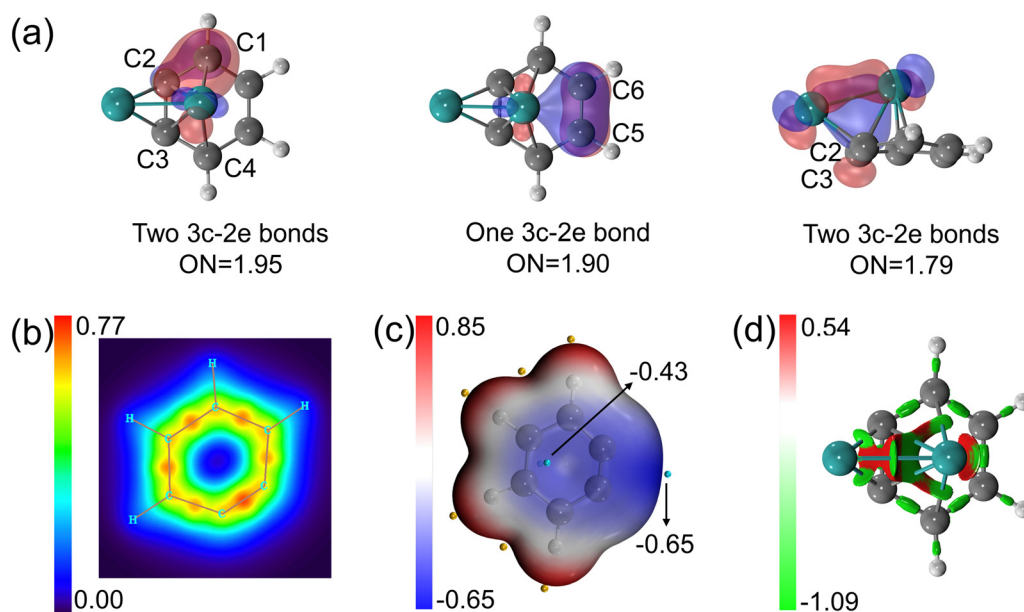 (a)
C2
C1
C3
C4
Two 3c-2e bonds
ON=1.95
C6
C5
One 3c-2e bond
ON=1.90
C2
C3
Two 3c-2e bonds
ON=1.79
(b)
0.77
0.00
H
H
H
H
C
C
C
C
C
C
(c)
0.85
-0.65
-0.43
-0.65
(d)
0.54
-1.09